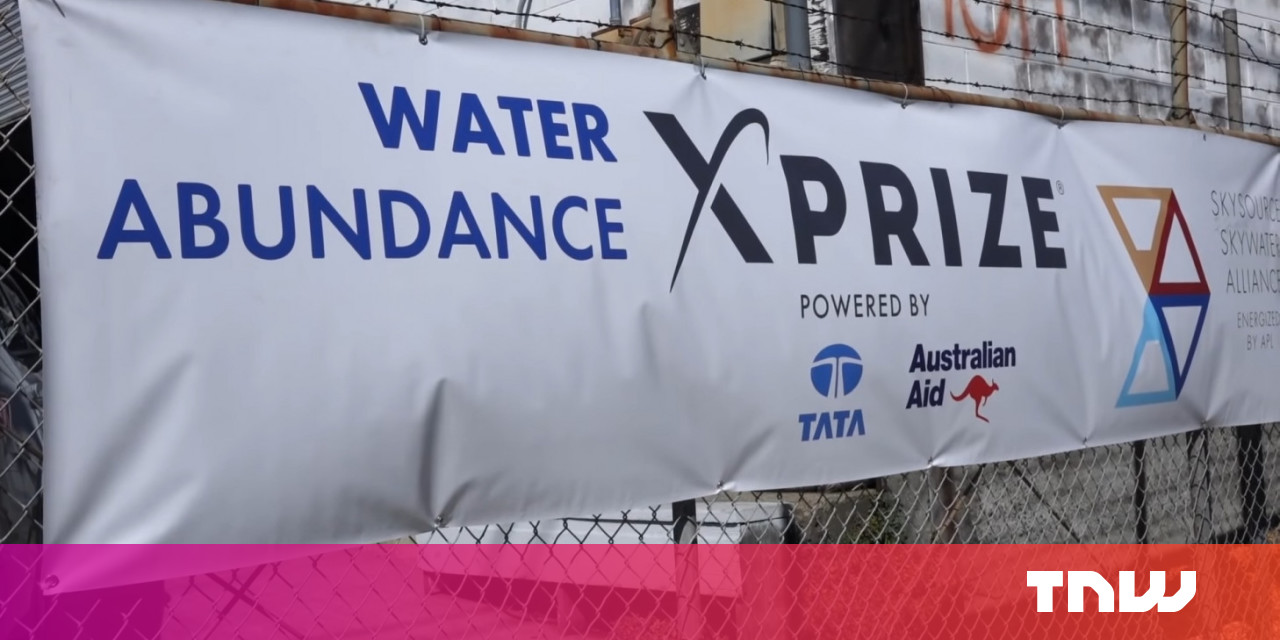 WATER
ABUNDANCE
XPRIZE®
POWERED BY
TATA
Australian
Aid
SKYSOURCE
SKYWATER
ALLIANCE
ENERGIZED
BY APL
TNW